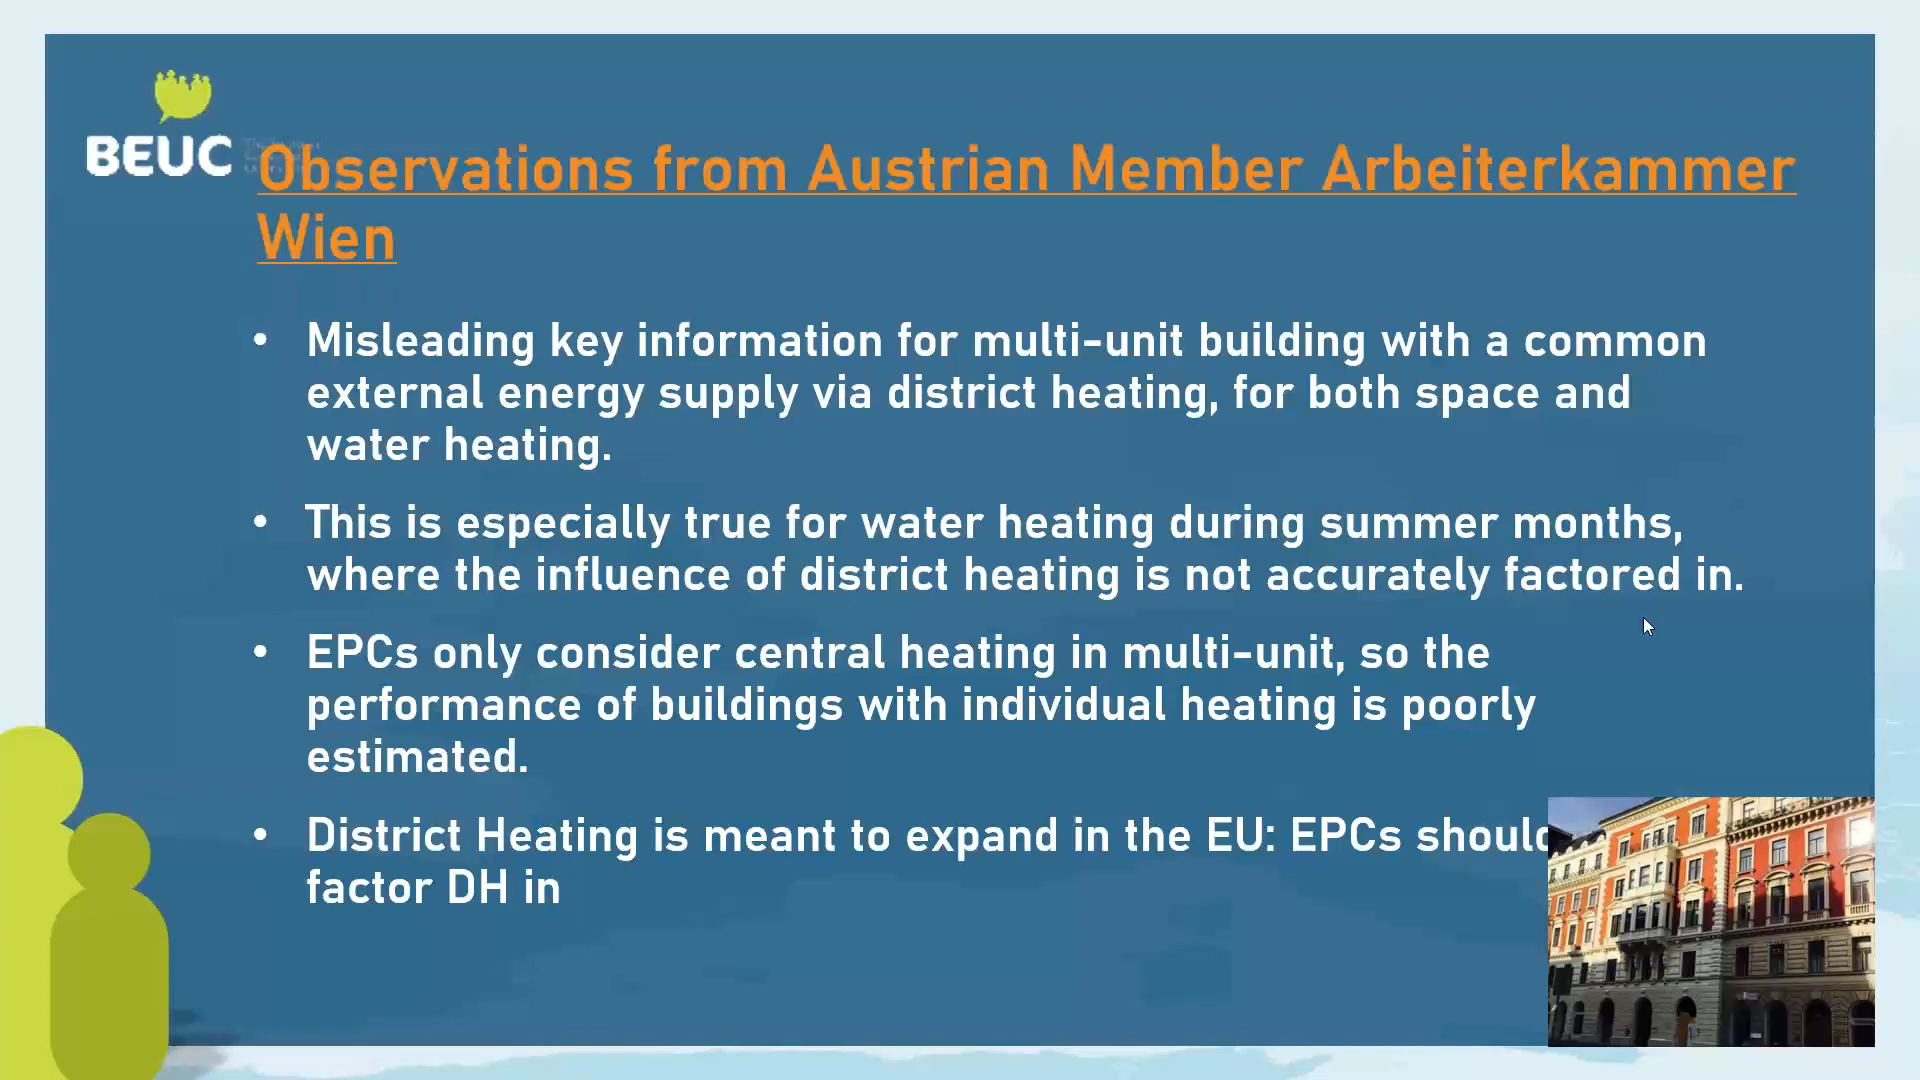 BEUC
Observations from Austrian Member Arbeiterkammer
Wien
• Misleading key information for multi-unit building with a common
external energy supply via district heating, for both space and
water heating.
• This is especially true for water heating during summer months,
where the influence of district heating is not accurately factored in.
• EPCs only consider central heating in multi-unit, so the
performance of buildings with individual heating is poorly
estimated.
• District Heating is meant to expand in the EU: EPCs should
factor DH in